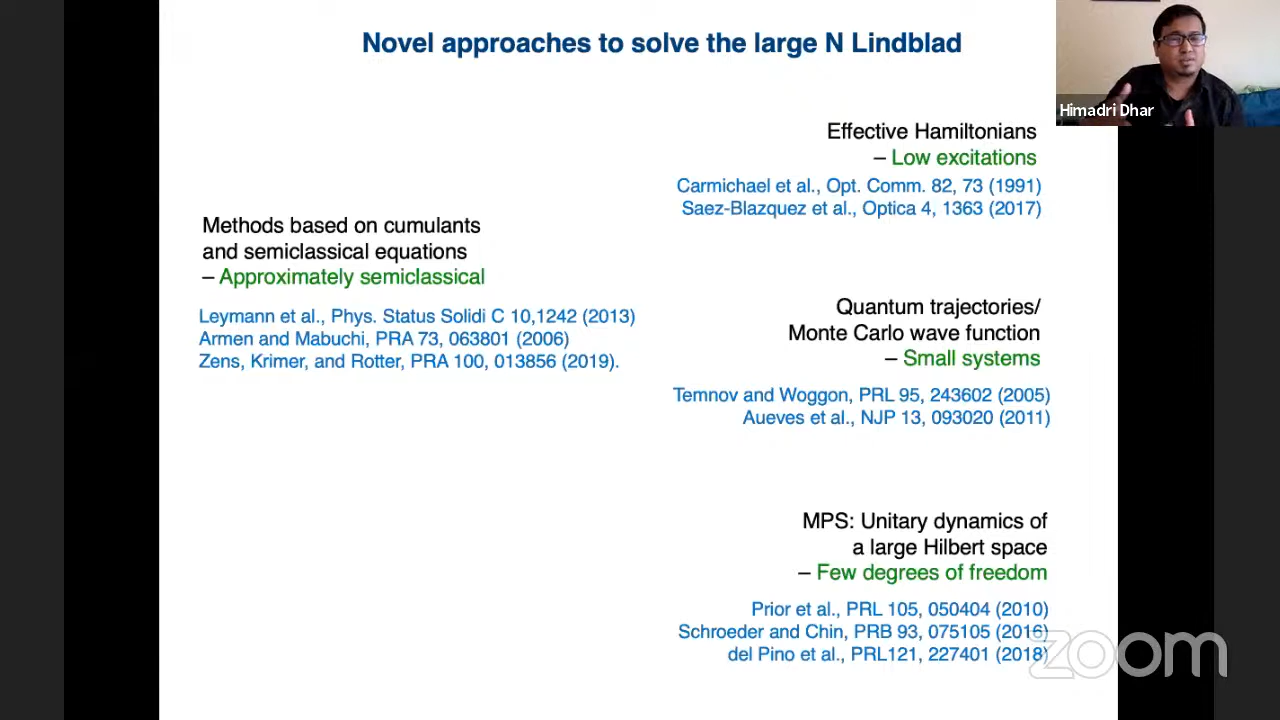 Novel approaches to solve the large N Lindblad
Himadri Dhar
Effective Hamiltonians
– Low excitations
Carmichael et al., Opt. Comm. 82, 73 (1991)
Saez-Blazquez et al., Optica 4, 1363 (2017)
Methods based on cumulants
and semiclassical equations
– Approximately semiclassical
Leymann et al., Phys. Status Solidi C 10,1242 (2013)
Armen and Mabuchi, PRA 73, 063801 (2006)
Zens, Krimer, and Rotter, PRA 100, 013856 (2019).
Quantum trajectories/
Monte Carlo wave function
– Small systems
Temnov and Woggon, PRL 95, 243602 (2005)
Aueves et al., NJP 13, 093020 (2011)
MPS: Unitary dynamics of
a large Hilbert space
– Few degrees of freedom
Prior et al., PRL 105, 050404 (2010)
Schroeder and Chin, PRB 93, 075105 (2016)
del Pino et al., PRL121, 227401 (2018)
zoom